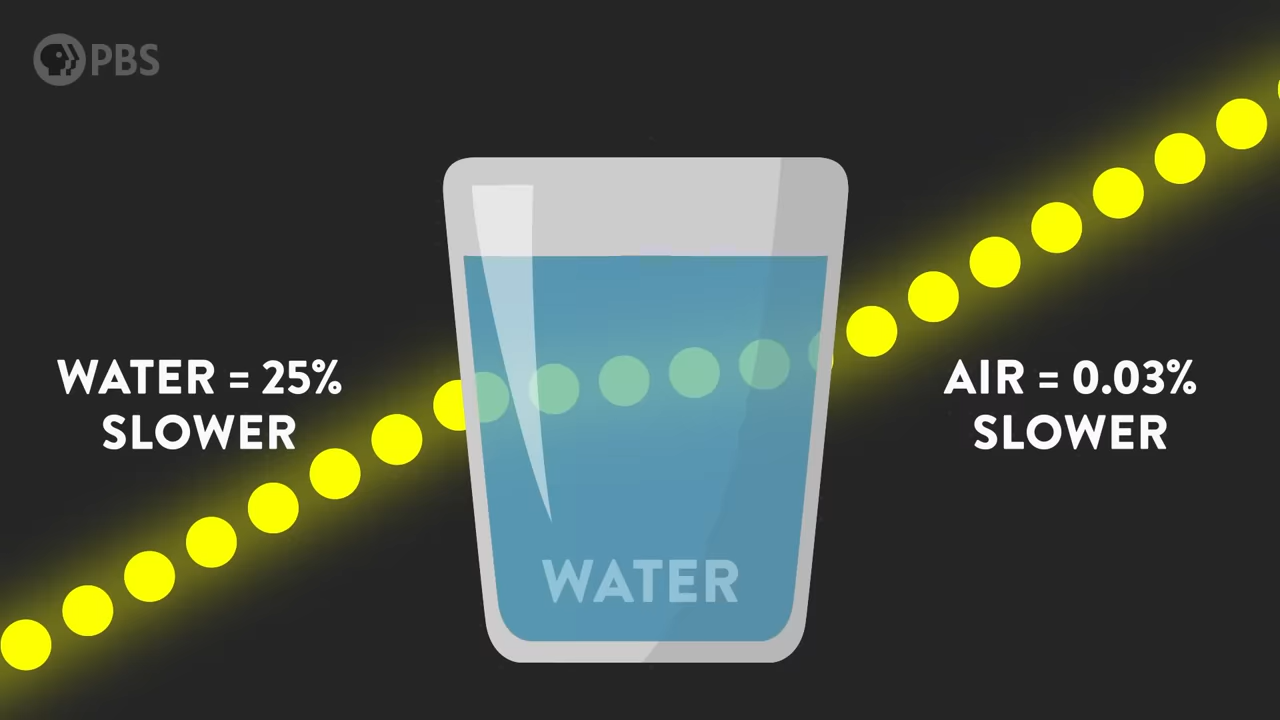 PBS
WATER = 25%
SLOWER
AIR = 0.03%
SLOWER
WATER